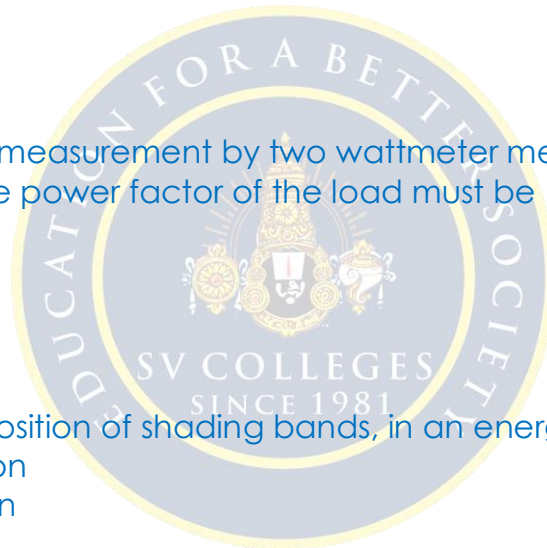 EDUCATION FOR A BETTER SOCIETY
measurement by two wattmeter me
e power factor of the load must be
SV COLLEGES
SINCE 1981
osition of shading bands, in an energ
on
n